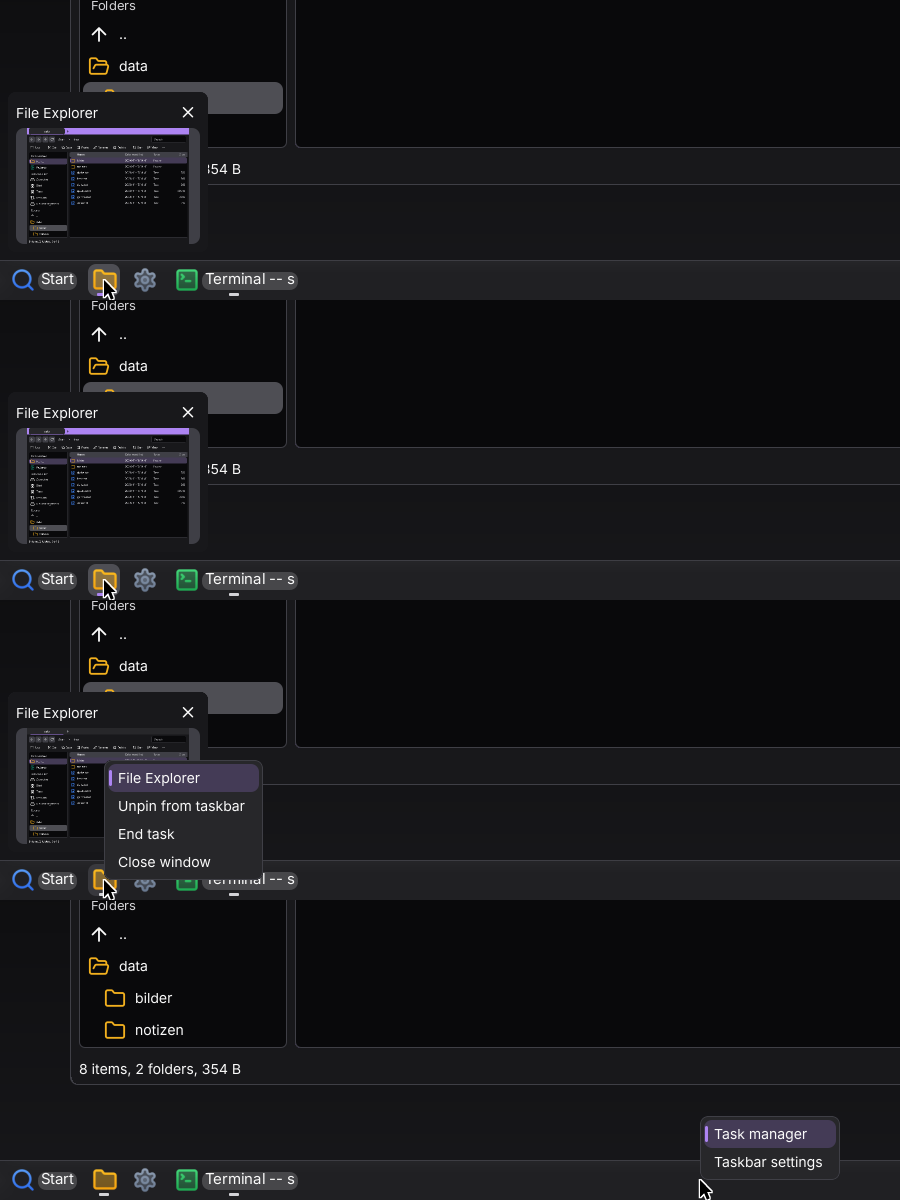 Folders
..
data
File Explorer
354 B
Start
Terminal -- s
Folders
..
data
File Explorer
354 B
Start
Terminal -- s
Folders
..
data
File Explorer
File Explorer
Unpin from taskbar
End task
Close window
Start
Terminal -- s
Folders
..
data
bilder
notizen
8 items, 2 folders, 354 B
Task manager
Taskbar settings
Start
Terminal -- s